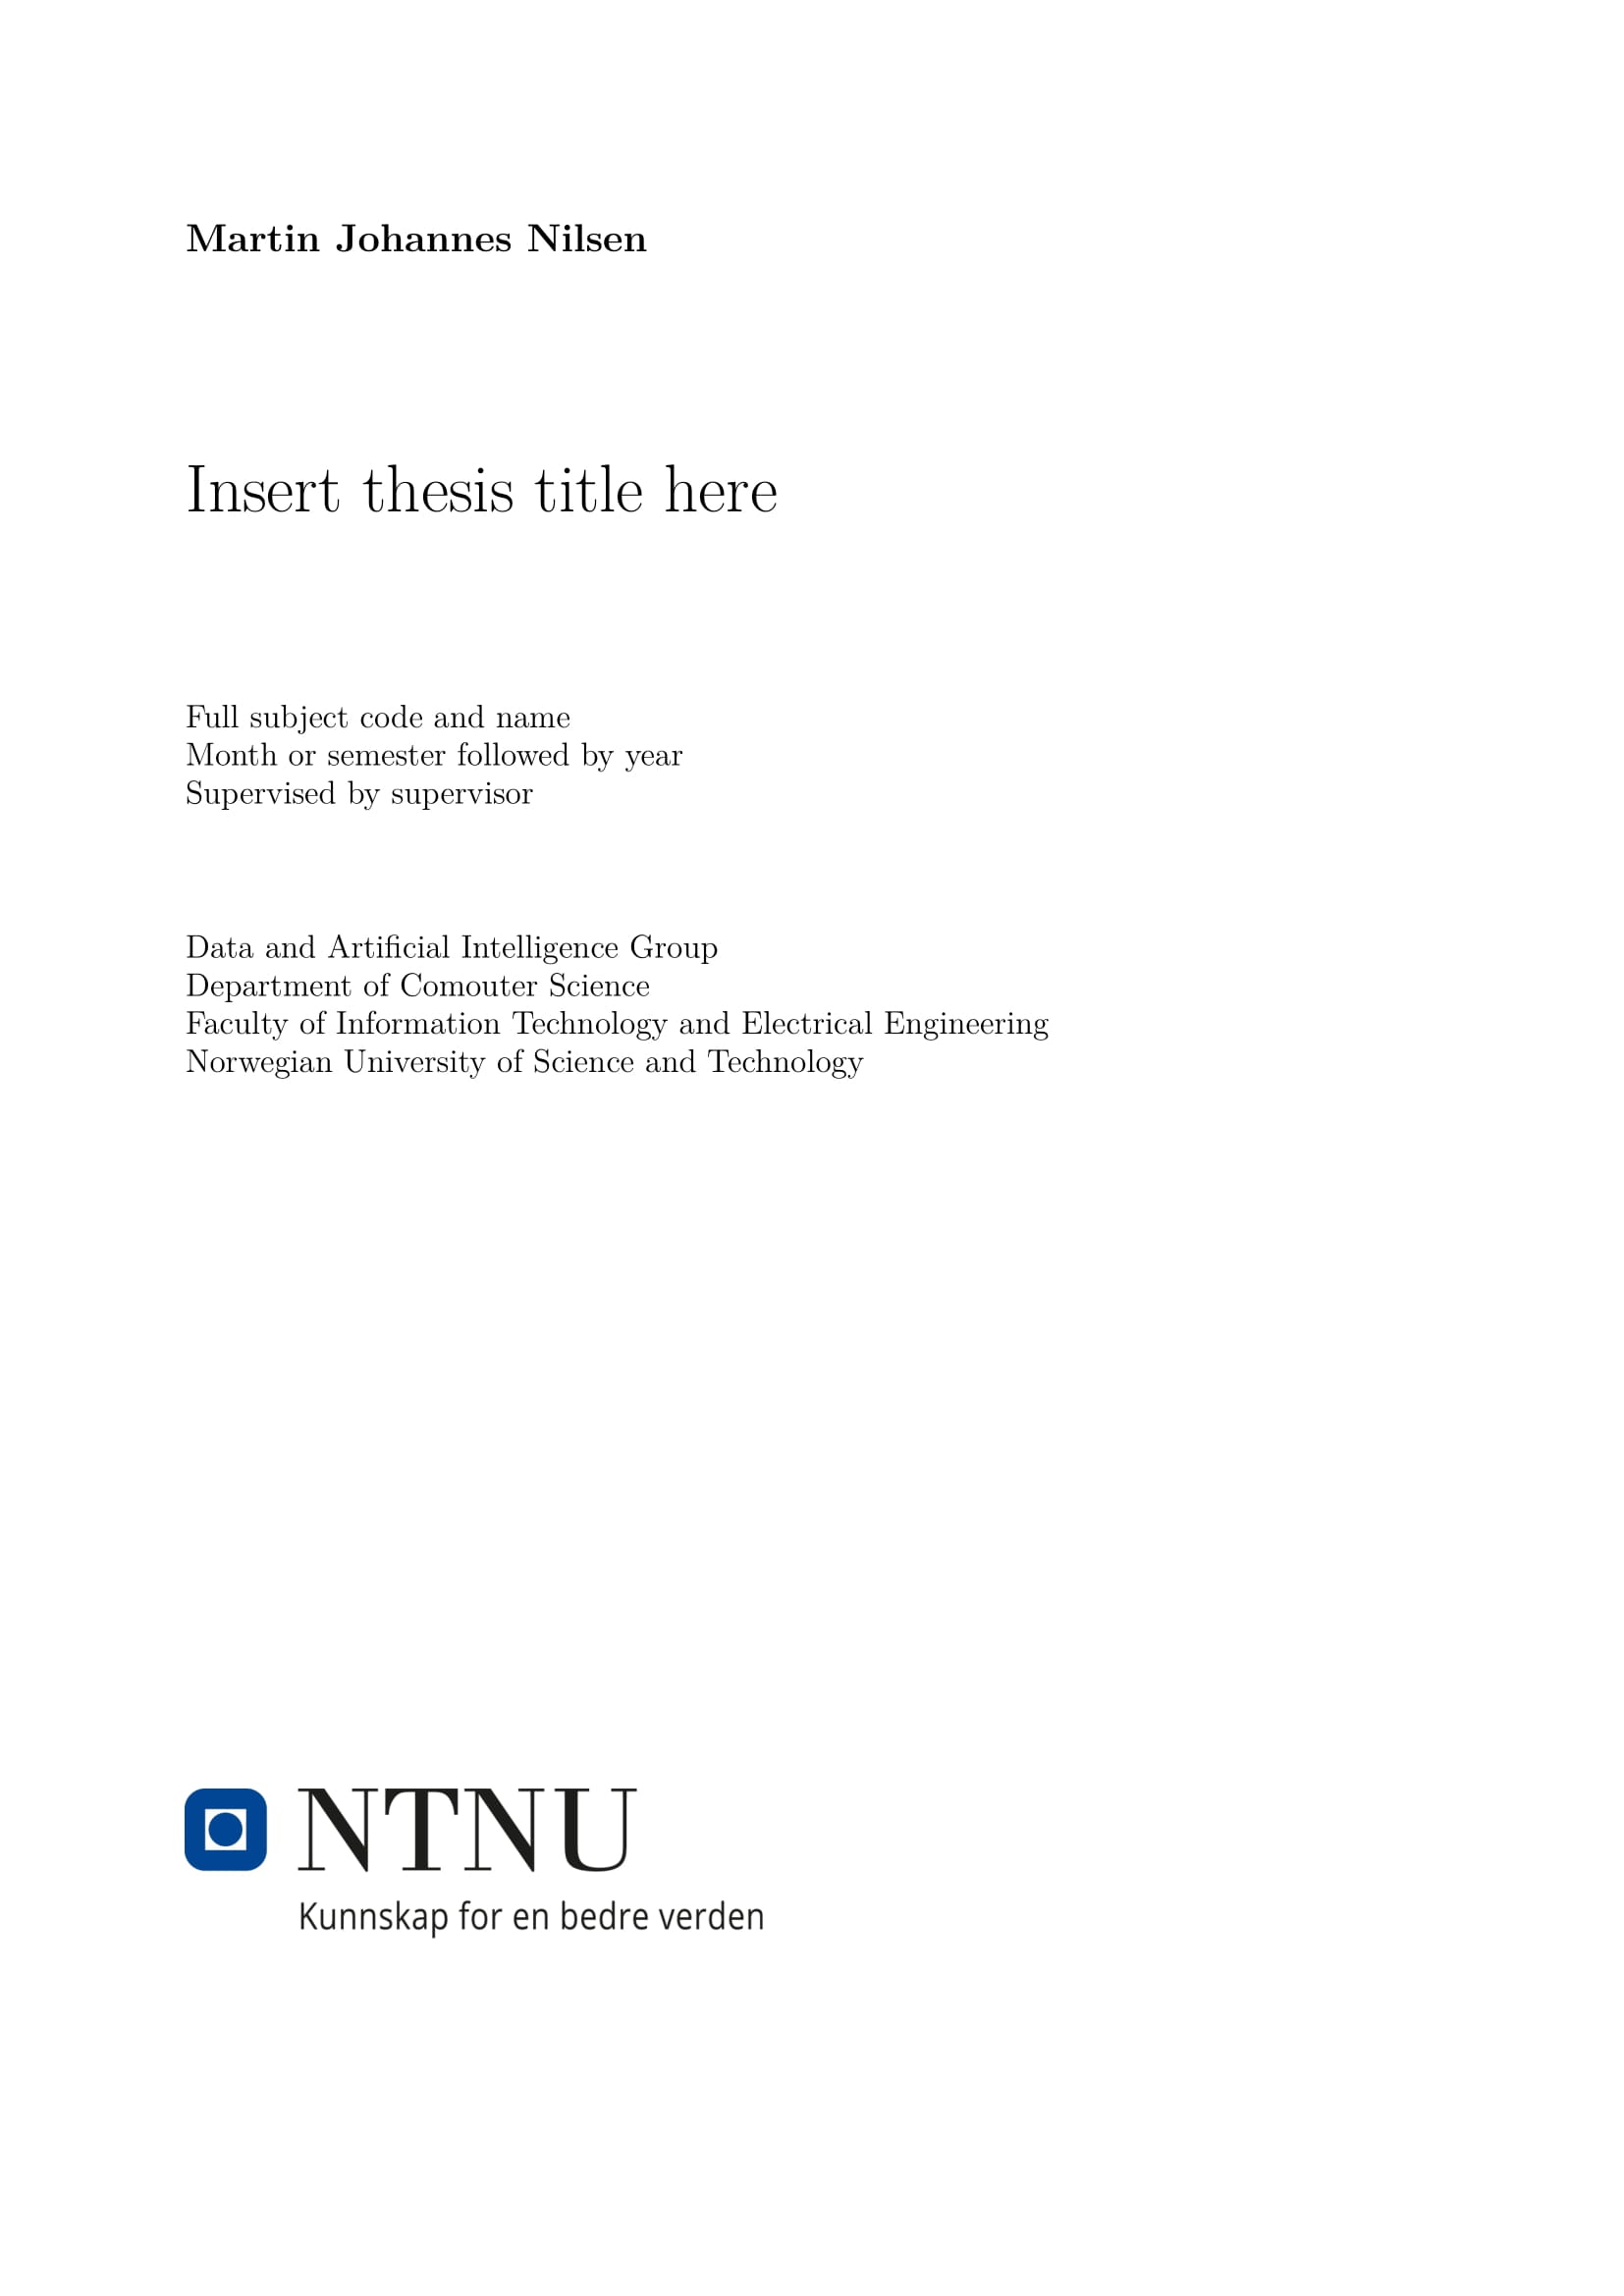 Martin Johannes Nilsen
Insert thesis title here
Full subject code and name
Month or semester followed by year
Supervised by supervisor
Data and Artificial Intelligence Group
Department of Comouter Science
Faculty of Information Technology and Electrical Engineering
Norwegian University of Science and Technology
NTNU
Kunnskap for en bedre verden